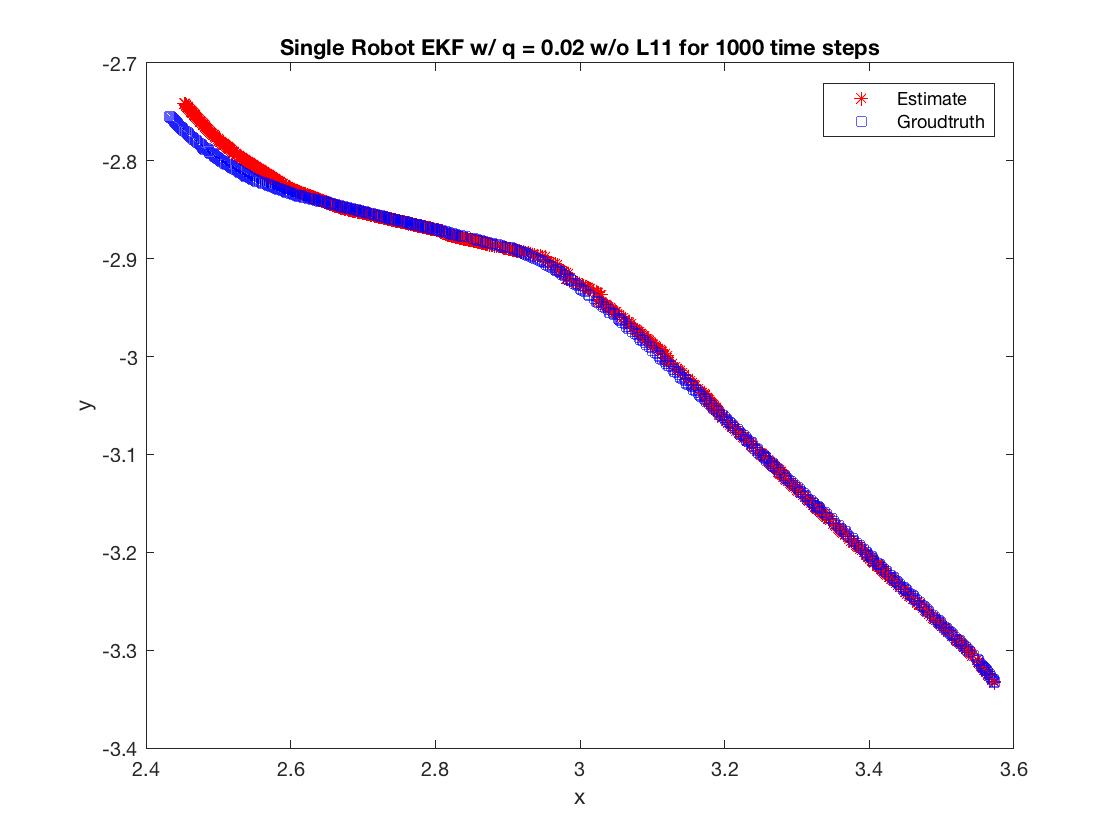 Single Robot EKF w/ q = 0.02 w/o L11 for 1000 time steps
-2.7
-2.8
-2.9
-3
-3.1
-3.2
-3.3
-3.4
y
Estimate
Groudtruth
2.4 2.6 2.8 3 3.2 3.4 3.6
x